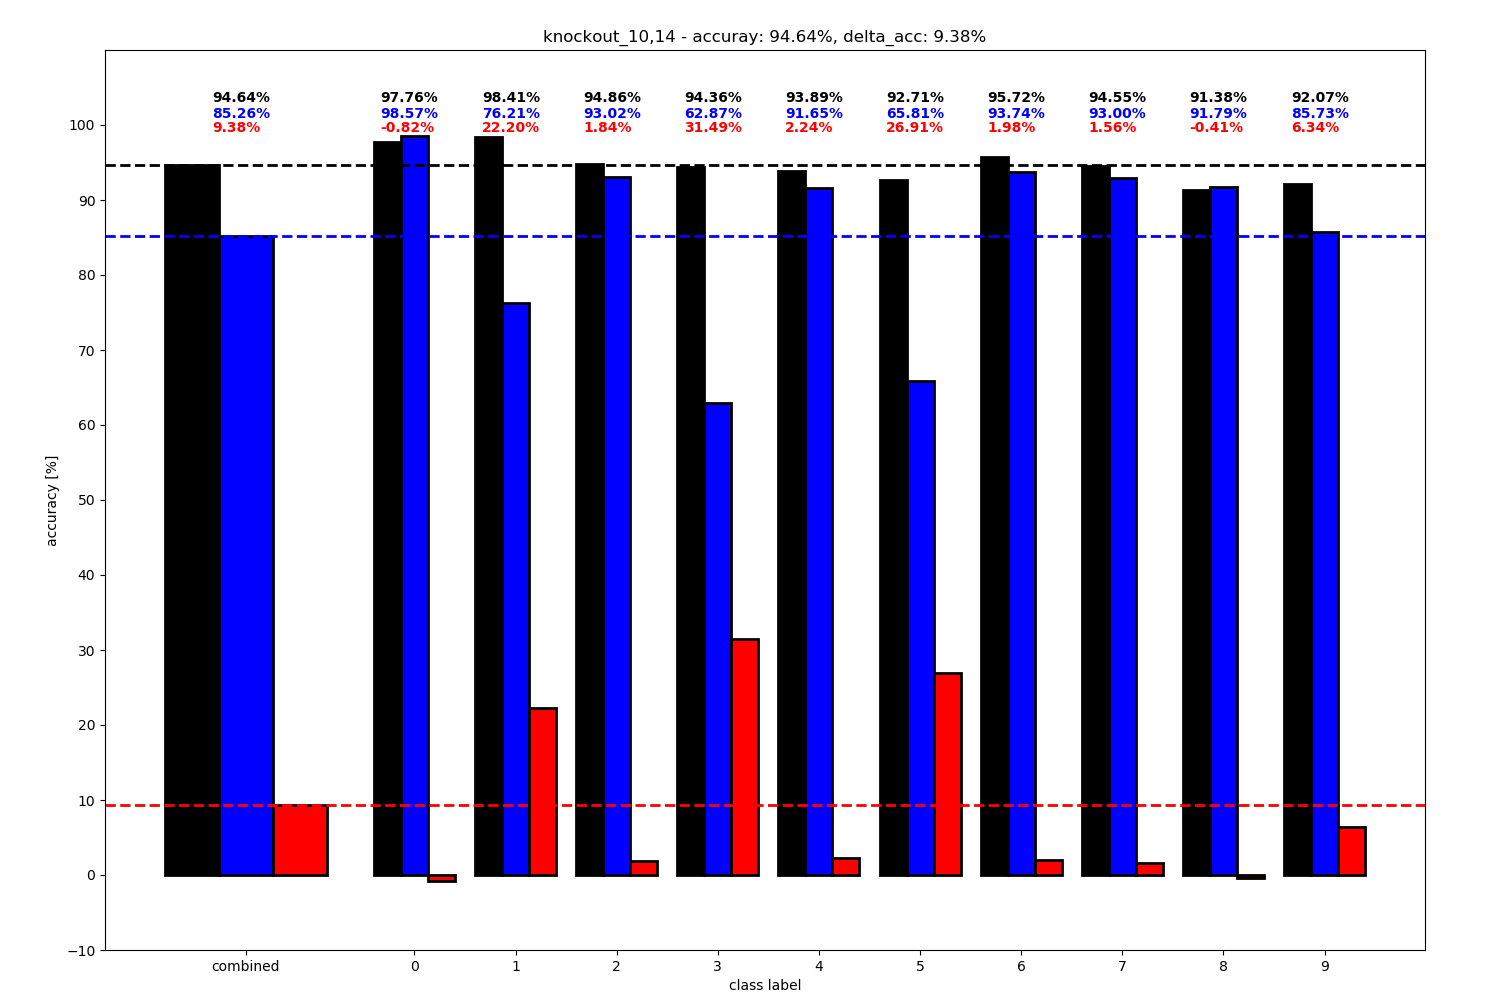 knockout_10,14 - accuray: 94.64%, delta_acc: 9.38%
94.64% 97.76% 98.41% 94.86% 94.36% 93.89% 92.71% 95.72% 94.55% 91.38% 92.07%
85.26% 98.57% 76.21% 93.02% 62.87% 91.65% 65.81% 93.74% 93.00% 91.79% 85.73%
9.38% -0.82% 22.20% 1.84% 31.49% 2.24% 26.91% 1.98% 1.56% -0.41% 6.34%
100
90
80
70
60
50
40
30
20
10
0
−10
accuracy [%]
combined 0 1 2 3 4 5 6 7 8 9
class label